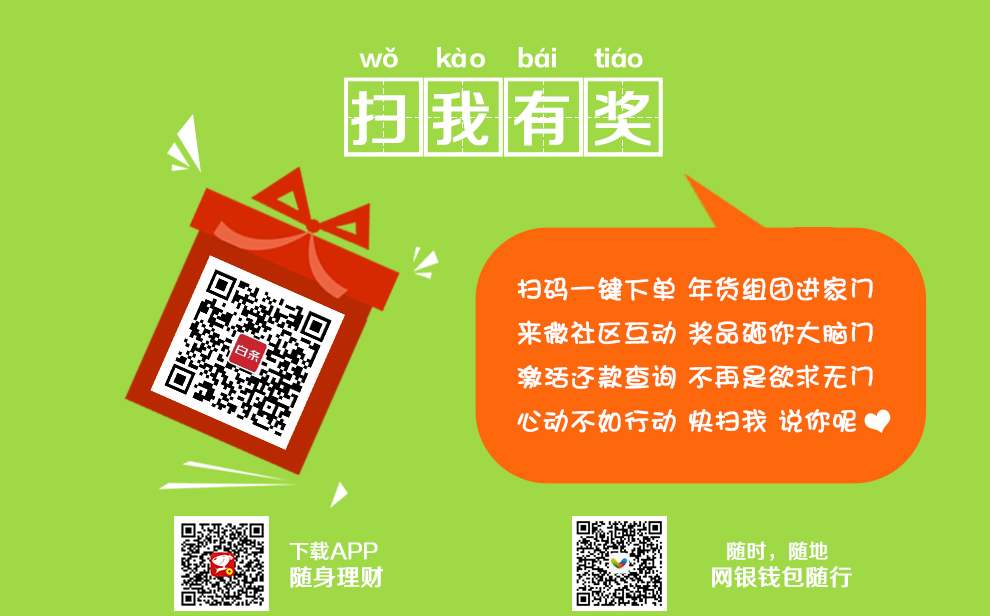 wǒ kào bái tiáo
扫我有奖
扫码一键下单 年货组团进家门
来微社区互动 奖品砸你大脑门
激活还款查询 不再是欲求无门
心动不如行动 快扫我 说你呢
白条
下载APP
随身理财
随时，随地
网银钱包随行